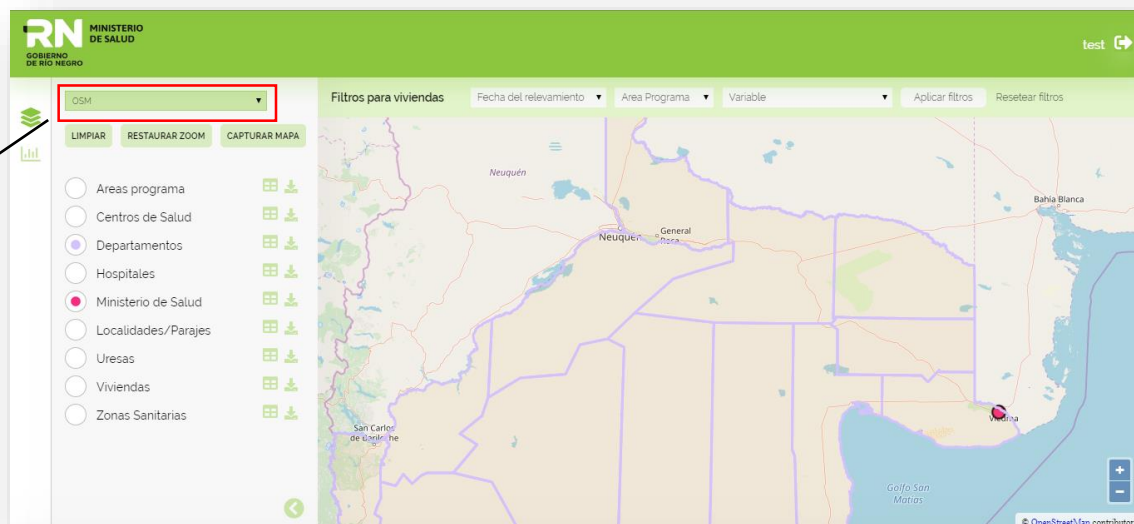 RN
MINISTERIO
DE SALUD
GOBIERNO
DE RÍO NEGRO
test
OSM
LIMPIAR RESTAURAR ZOOM CAPTURAR MAPA
Areas programa
Centros de Salud
Departamentos
Hospitales
Ministerio de Salud
Localidades/Parajes
Uresas
Viviendas
Zonas Sanitarias
Filtros para viviendas Fecha del relevamiento Area Programa Variable Aplicar filtros Resetear filtros
Neuquén
Bahía Blanca
Neuquén
General
Roca
San Carlos
de Bariloche
Viedma
Golfo San
Matías
+
-
© OpenStreetMap contributor